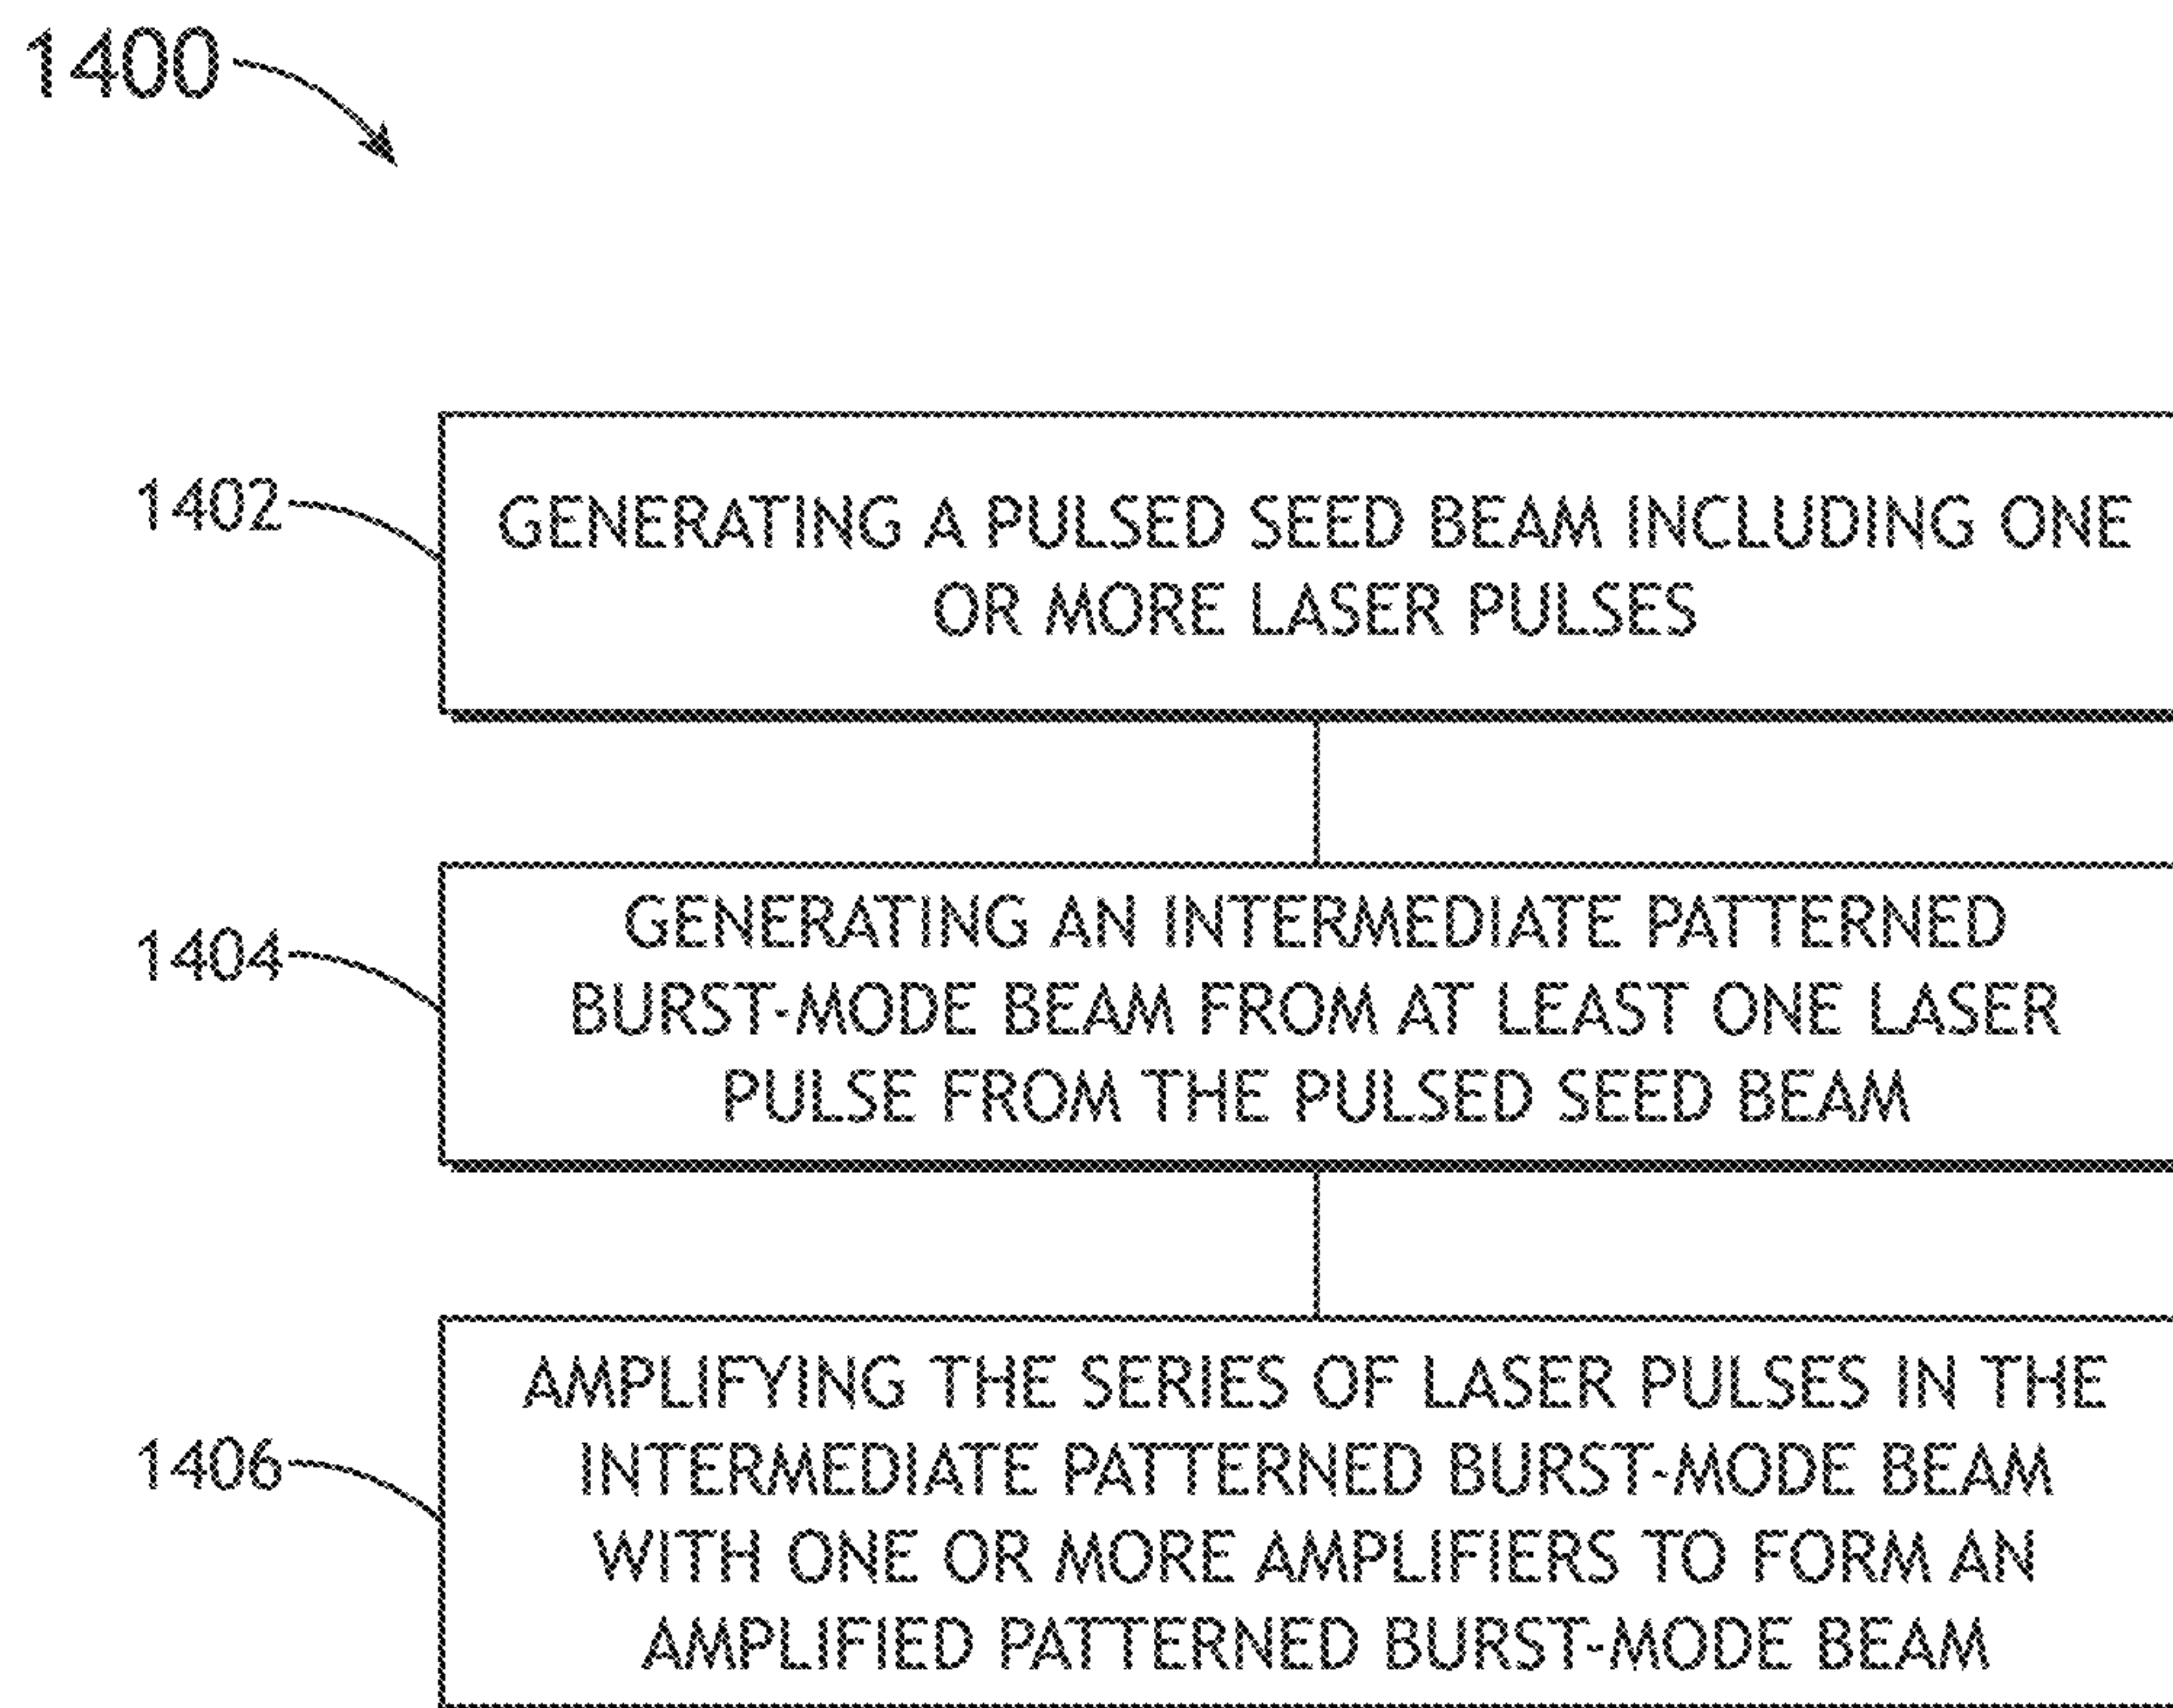 1400
1402
GENERATING A PULSED SEED BEAM INCLUDING ONE
OR MORE LASER PULSES
1404
GENERATING AN INTERMEDIATE PATTERNED
BURST-MODE BEAM FROM AT LEAST ONE LASER
PULSE FROM THE PULSED SEED BEAM
1406
AMPLIFYING THE SERIES OF LASER PULSES IN THE
INTERMEDIATE PATTERNED BURST-MODE BEAM
WITH ONE OR MORE AMPLIFIERS TO FORM AN
AMPLIFIED PATTERNED BURST-MODE BEAM